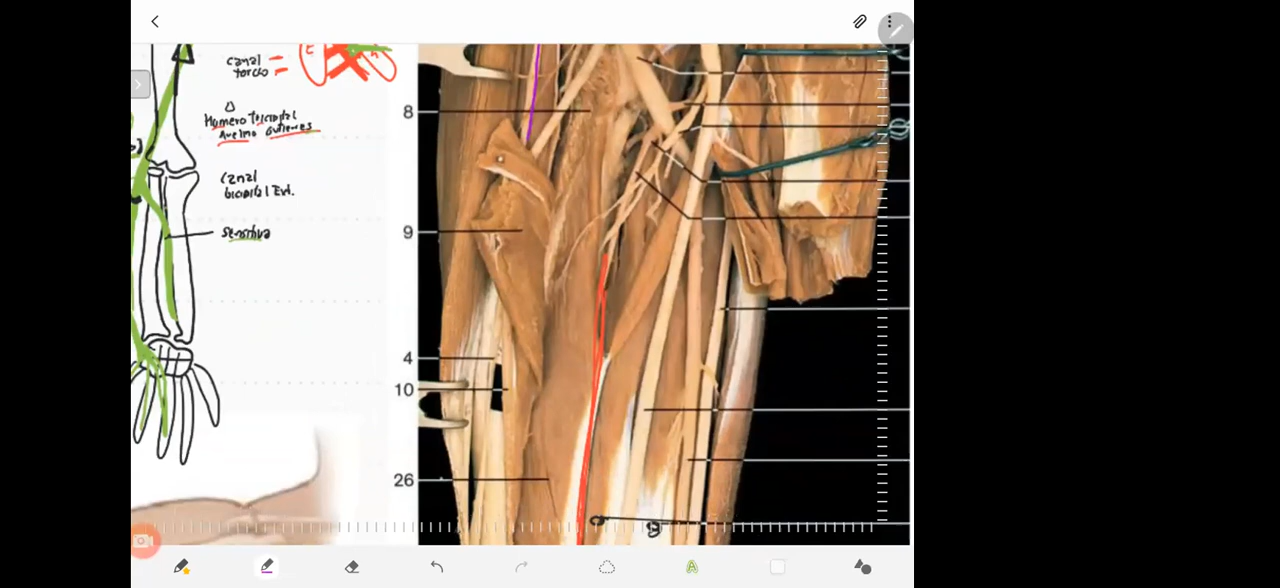 canal
torcido
Húmero Tricipital
Avelino Gutierres
canal
bicipital Ext.
Sensitiva
8
9
4
10
26
A